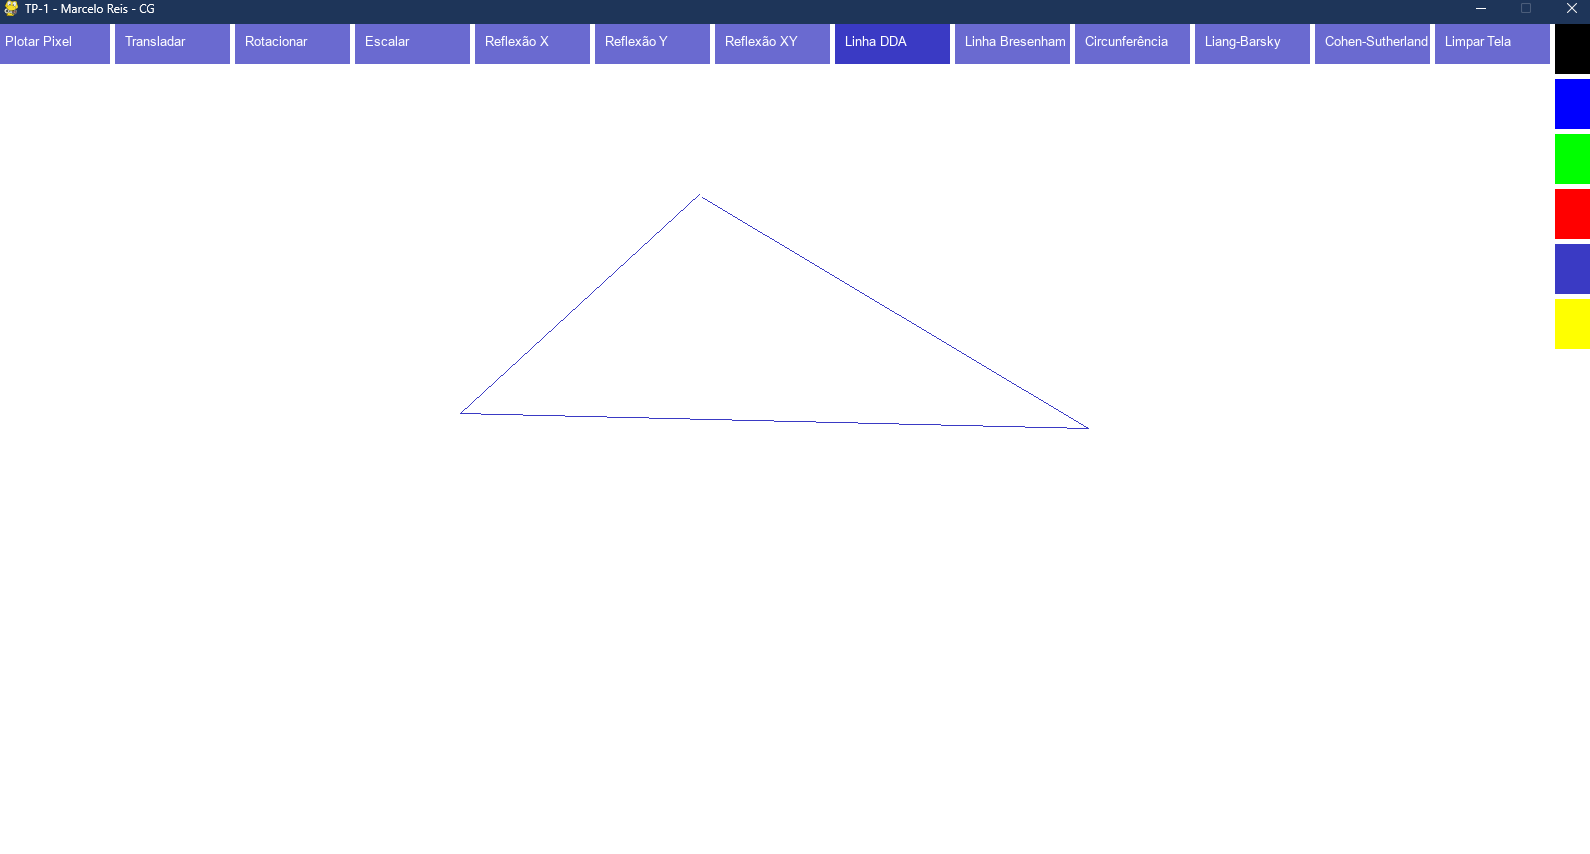 TP-1 - Marcelo Reis - CG
Plotar Pixel Transladar Rotacionar Escalar Reflexão X Reflexão Y Reflexão XY Linha DDA Linha Bresenham Circunferência Liang-Barsky Cohen-Sutherland Limpar Tela